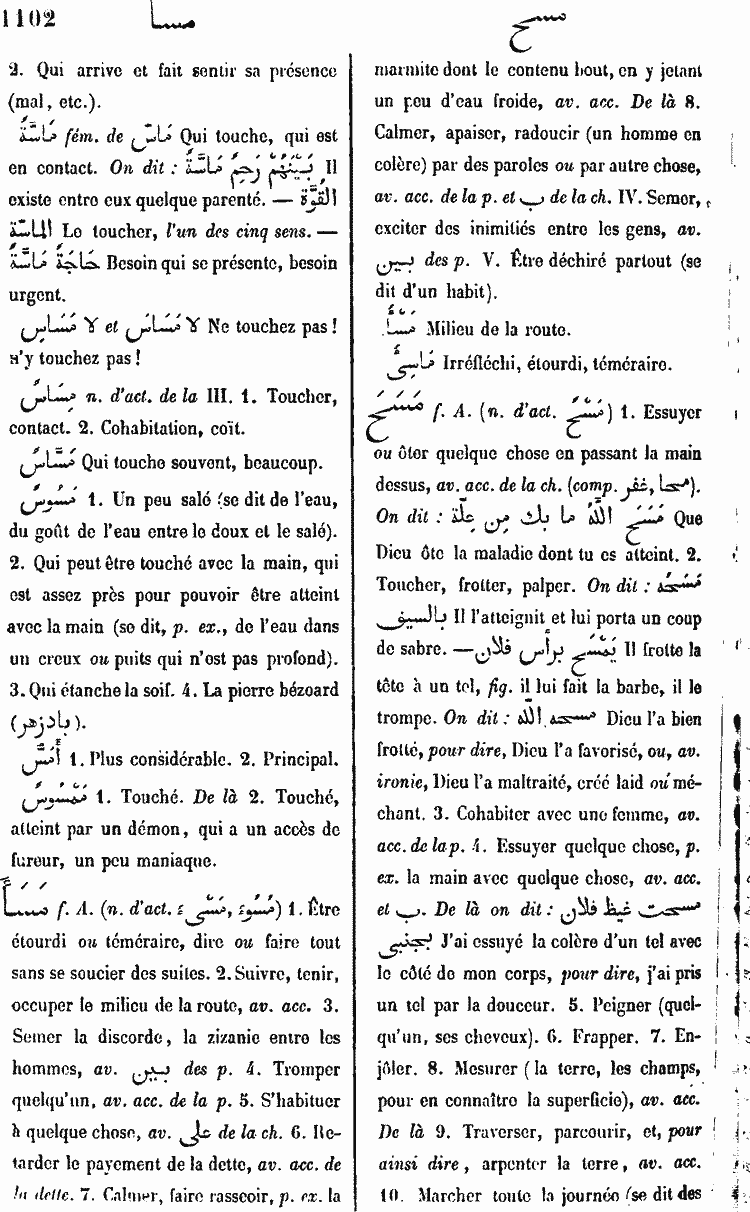 1102 مسأ مسح
2. Qui arrive et fait sentir sa présence
(mal, etc.).
مَاسَّةٌ fém. de مَاسّ Qui touche, qui est
en contact. On dit : بَيْنَهُمْ رَحِمٌ مَاسَّةٌ Il
existe entre eux quelque parenté. — القُوَّة
المَاسَّة Le toucher, l'un des cinq sens. —
حَاجَةٌ مَاسَّةٌ Besoin qui se présente, besoin
urgent.
لا مَسَاسَ et لا مَسَاسِ Ne touchez pas !
n'y touchez pas !
مِسَاسٌ n. d'act. de la III. 1. Toucher,
contact. 2. Cohabitation, coït.
مَسَّاسٌ Qui touche souvent, beaucoup.
مَسُوسٌ 1. Un peu salé (se dit de l'eau,
du goût de l'eau entre le doux et le salé).
2. Qui peut être touché avec la main, qui
est assez près pour pouvoir être atteint
avec la main (se dit, p. ex., de l'eau dans
un creux ou puits qui n'est pas profond).
3. Qui étanche la soif. 4. La pierre bézoard
(بادزهر).
أَمَسُّ 1. Plus considérable. 2. Principal.
مَمْسُوسٌ 1. Touché. De là 2. Touché,
atteint par un démon, qui a un accès de
fureur, un peu maniaque.
مَسَأَ f. A. (n. d'act. مَسْىءٌ, مُسُوءٌ) 1. Être
étourdi ou téméraire, dire ou faire tout
sans se soucier des suites. 2. Suivre, tenir,
occuper le milieu de la route, av. acc. 3.
Semer la discorde, la zizanie entre les
hommes, av. بين des p. 4. Tromper
quelqu'un, av. acc. de la p. 5. S'habituer
à quelque chose, av. على de la ch. 6. Re-
tarder le payement de la dette, av. acc. de
la dette. 7. Calmer, faire rasseoir, p. ex. la
marmite dont le contenu bout, en y jetant
un peu d'eau froide, av. acc. De là 8.
Calmer, apaiser, radoucir (un homme en
colère) par des paroles ou par autre chose,
av. acc. de la p. et ب de la ch. IV. Semer,
exciter des inimitiés entre les gens, av.
بين des p. V. Être déchiré partout (se
dit d'un habit).
مَسْأٌ Milieu de la route.
مَاسِئٌ Irréfléchi, étourdi, téméraire.
مَسَحَ f. A. (n. d'act. مَسْحٌ) 1. Essuyer
ou ôter quelque chose en passant la main
dessus, av. acc. de la ch. (comp. محا, غفر).
On dit : مَسَحَ اللّٰهُ ما بك من عِلّة Que
Dieu ôte la maladie dont tu es atteint. 2.
Toucher, frotter, palper. On dit : مَسَحَهُ
بالسيف Il l'atteignit et lui porta un coup
de sabre. — يَمْسَح برأس فلان Il frotte la
tête à un tel, fig. il lui fait la barbe, il le
trompe. On dit : مسحه اللّٰه Dieu l'a bien
frotté, pour dire, Dieu l'a favorisé, ou, av.
ironie, Dieu l'a maltraité, créé laid ou mé-
chant. 3. Cohabiter avec une femme, av.
acc. de la p. 4. Essuyer quelque chose, p.
ex. la main avec quelque chose, av. acc.
et ب. De là on dit : مسحت غيظ فلان
بجنبي J'ai essuyé la colère d'un tel avec
le côté de mon corps, pour dire, j'ai pris
un tel par la douceur. 5. Peigner (quel-
qu'un, ses cheveux). 6. Frapper. 7. En-
jôler. 8. Mesurer (la terre, les champs,
pour en connaître la superficie), av. acc.
De là 9. Traverser, parcourir, et, pour
ainsi dire, arpenter la terre, av. acc.
10. Marcher toute la journée (se dit des